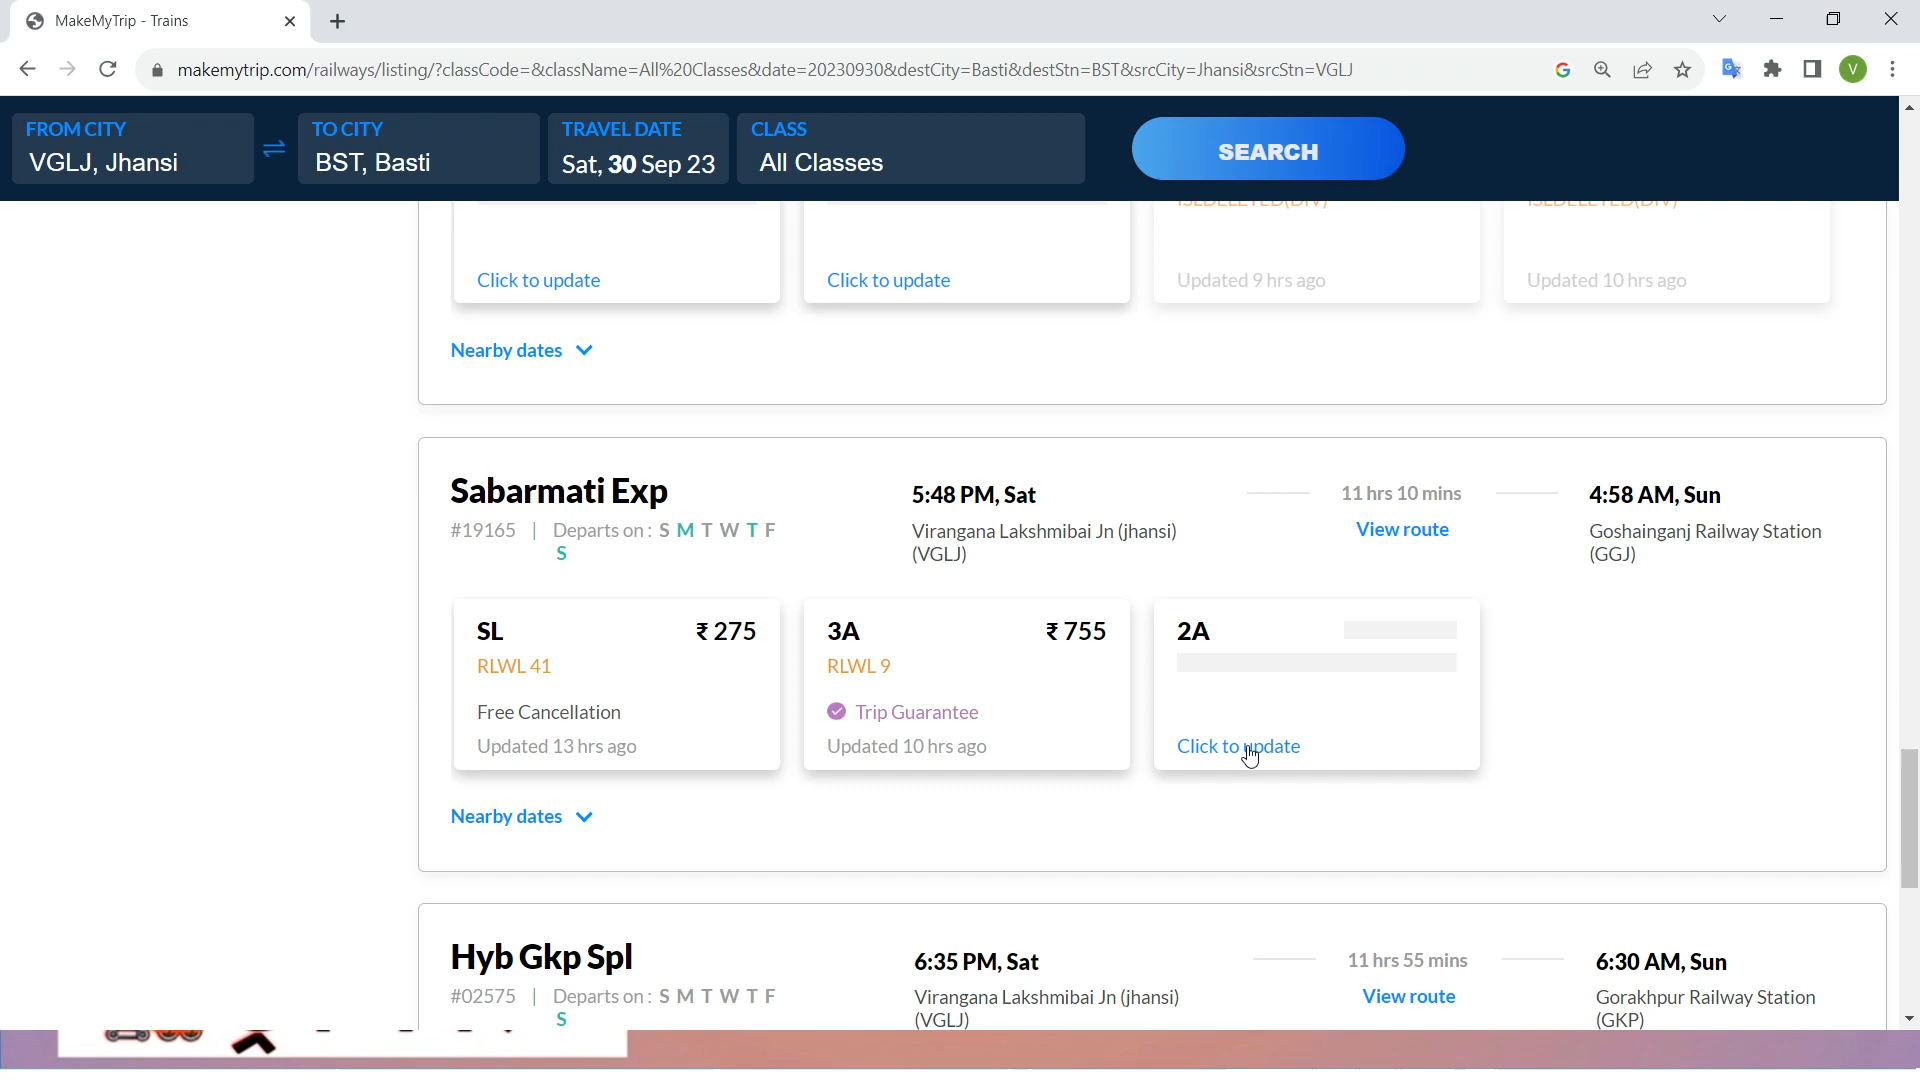 MakeMyTrip - Trains
makemytrip.com/railways/listing/?classCode=&className=All%20Classes&date=20230930&destCity=Basti&destStn=BST&srcCity=Jhansi&srcStn=VGLJ
V
FROM CITY
VGLJ, Jhansi
TO CITY
BST, Basti
TRAVEL DATE
Sat, 30 Sep 23
CLASS
All Classes
SEARCH
Click to update
Click to update
Updated 9 hrs ago
Updated 10 hrs ago
Nearby dates
Sabarmati Exp
5:48 PM, Sat
11 hrs 10 mins
4:58 AM, Sun
#19165 | Departs on : S M T W T F
S
Virangana Lakshmibai Jn (jhansi)
(VGLJ)
View route
Goshainganj Railway Station
(GGJ)
SL ₹ 275
RLWL 41
Free Cancellation
Updated 13 hrs ago
3A ₹ 755
RLWL 9
Trip Guarantee
Updated 10 hrs ago
2A
Click to update
Nearby dates
Hyb Gkp Spl
6:35 PM, Sat
11 hrs 55 mins
6:30 AM, Sun
#02575 | Departs on : S M T W T F
S
Virangana Lakshmibai Jn (jhansi)
(VGLJ)
View route
Gorakhpur Railway Station
(GKP)